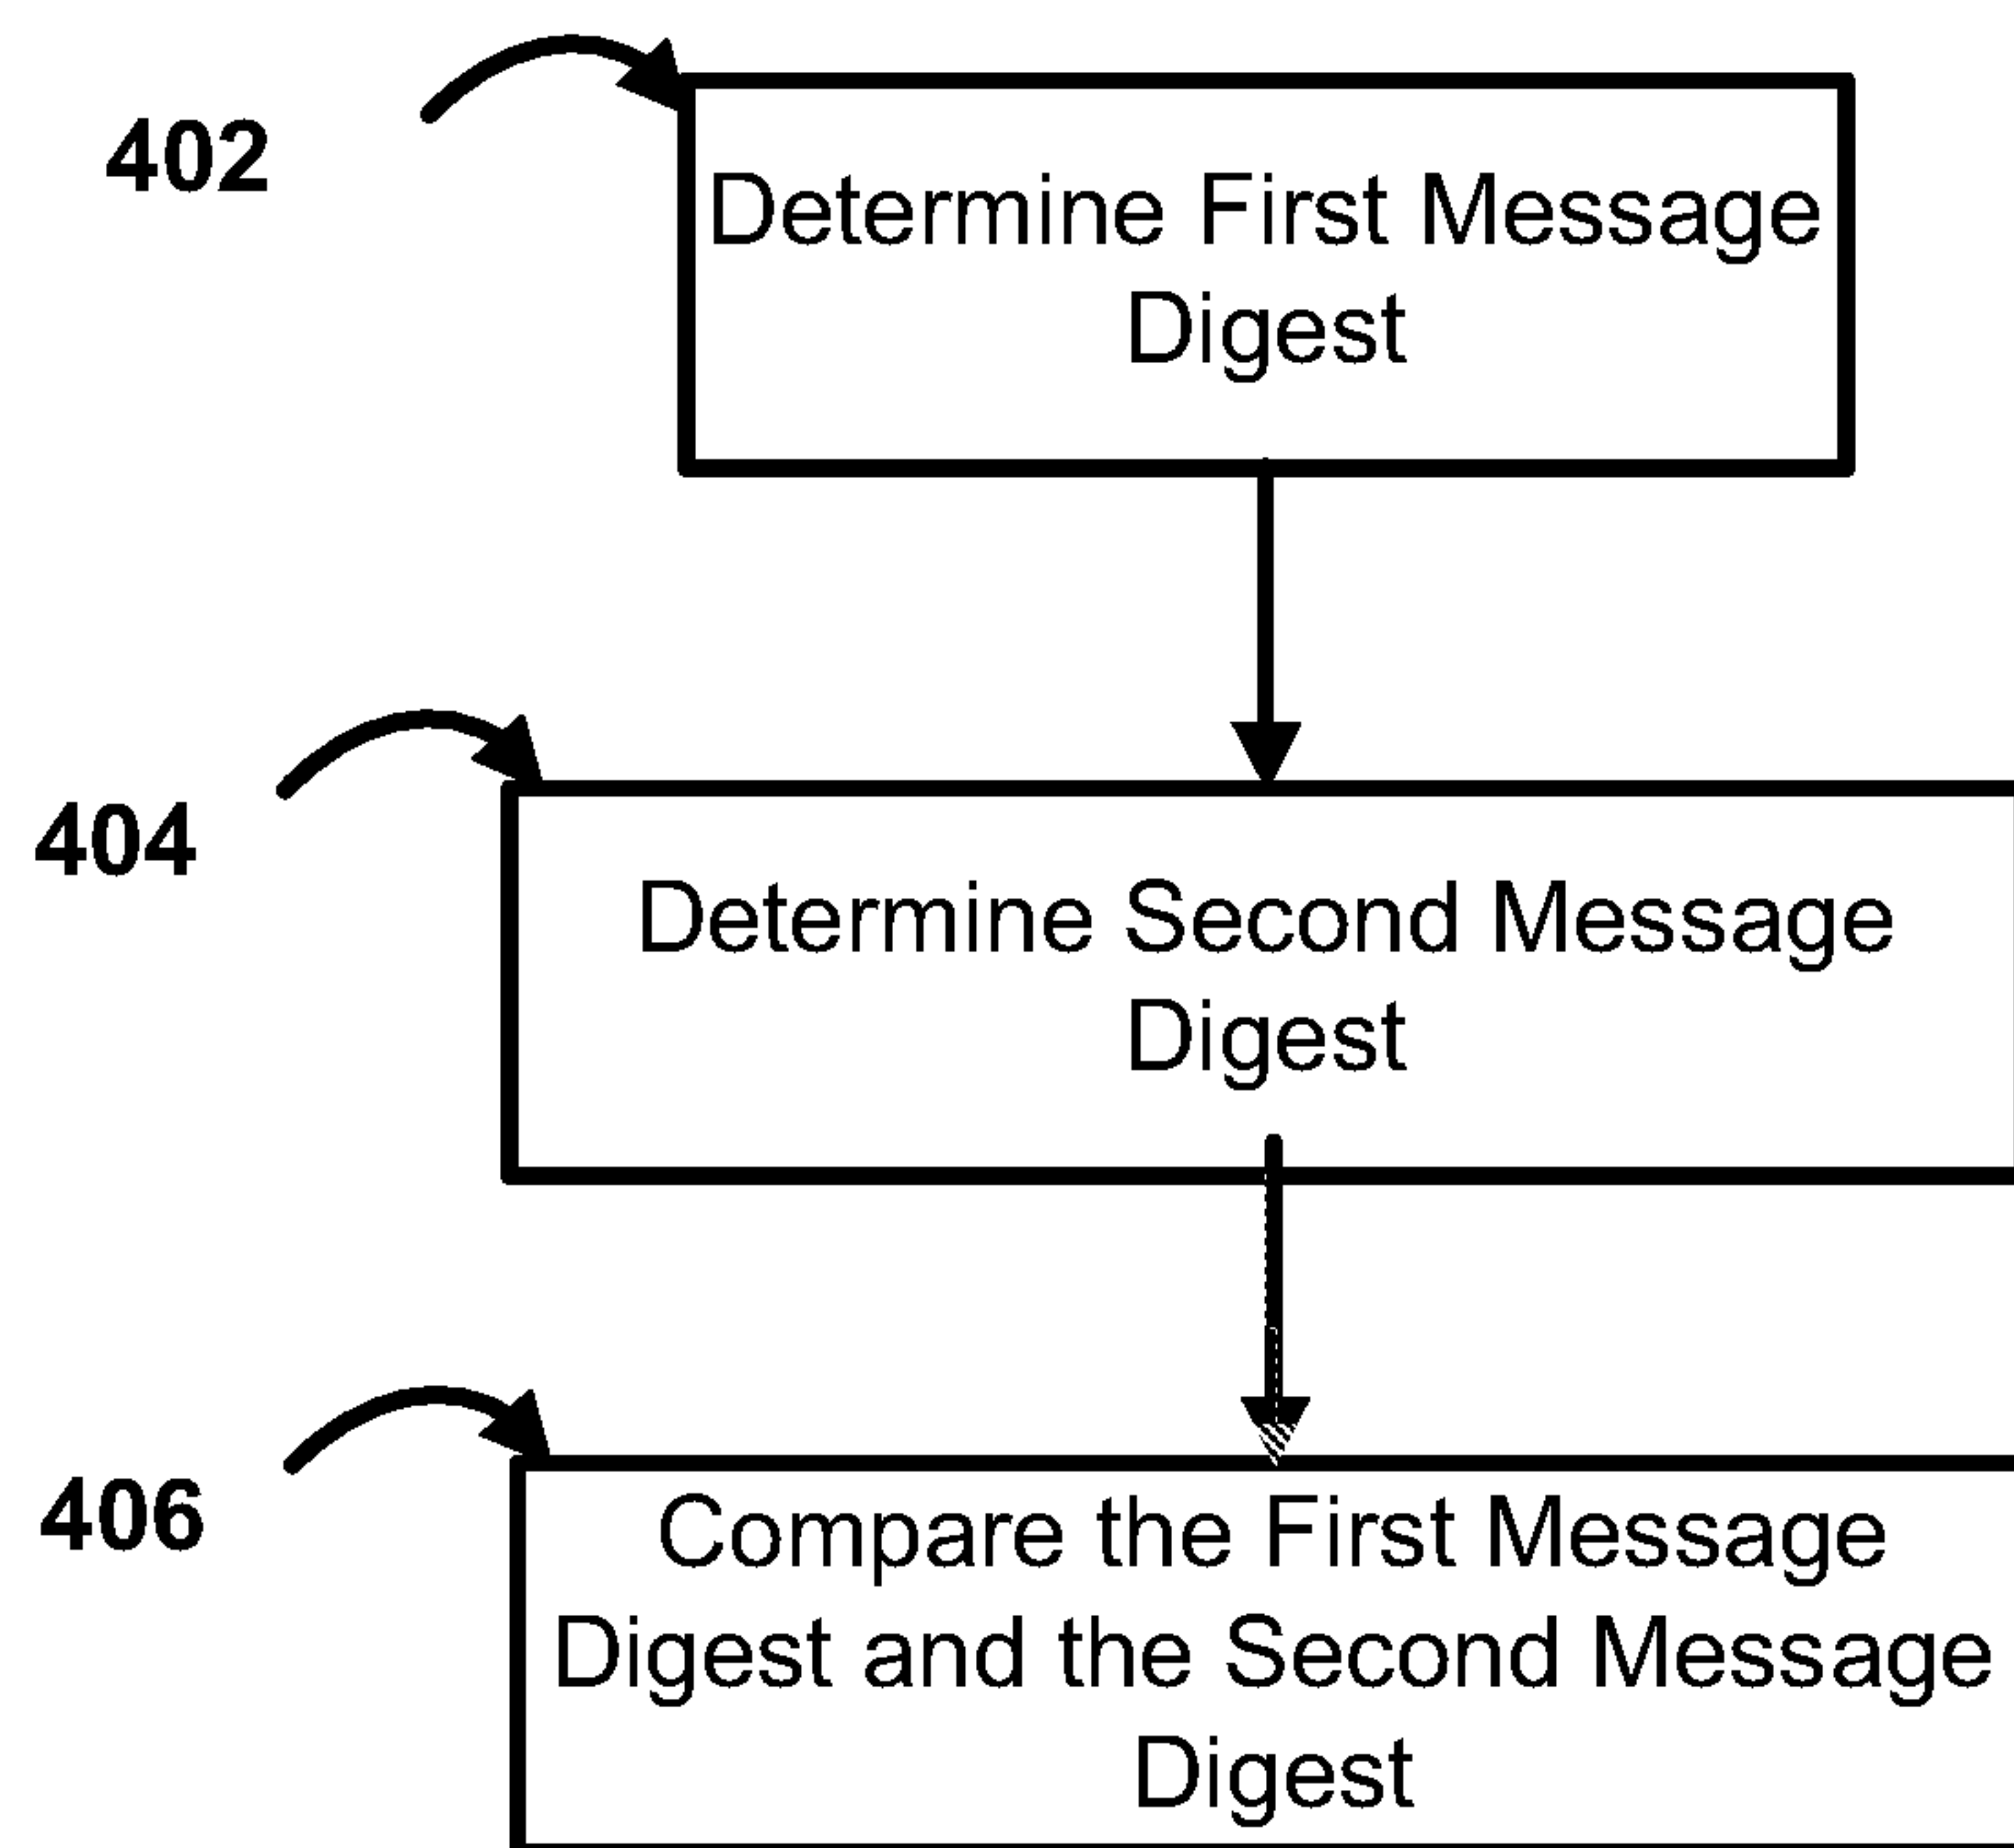 402
Determine First Message
Digest
404
Determine Second Message
Digest
406
Compare the First Message
Digest and the Second Message
Digest